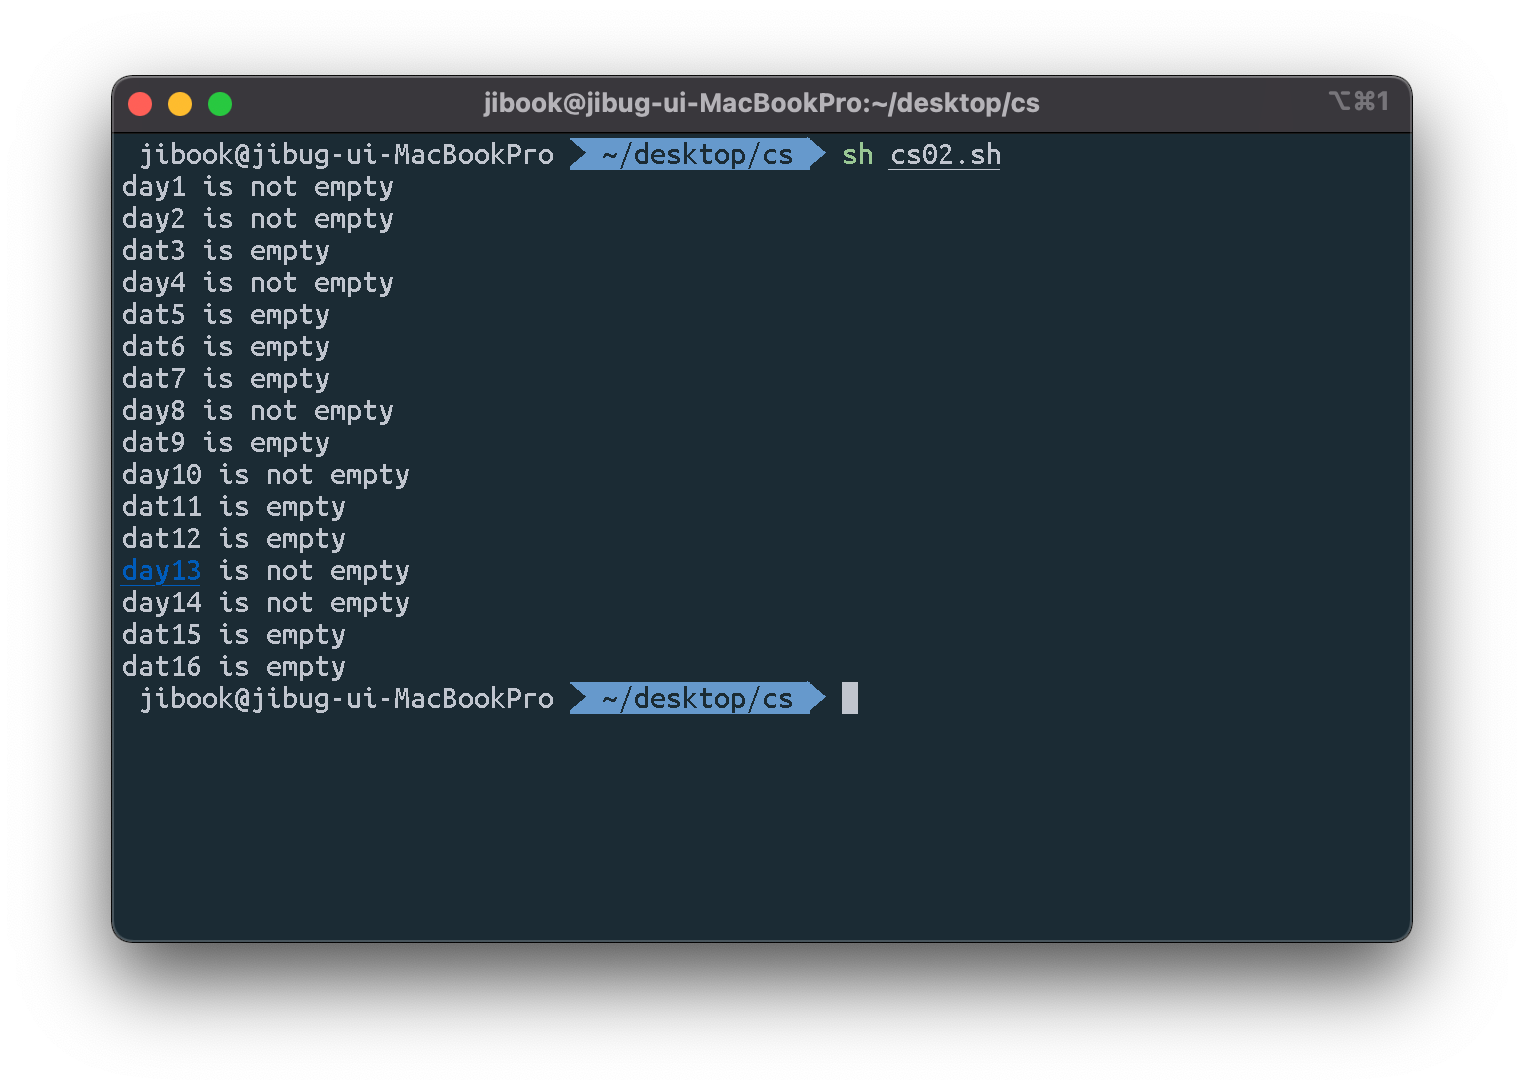 jibook@jibug-ui-MacBookPro:~/desktop/cs ⌥⌘1
jibook@jibug-ui-MacBookPro ~/desktop/cs sh cs02.sh
day1 is not empty
day2 is not empty
dat3 is empty
day4 is not empty
dat5 is empty
dat6 is empty
dat7 is empty
day8 is not empty
dat9 is empty
day10 is not empty
dat11 is empty
dat12 is empty
day13 is not empty
day14 is not empty
dat15 is empty
dat16 is empty
jibook@jibug-ui-MacBookPro ~/desktop/cs